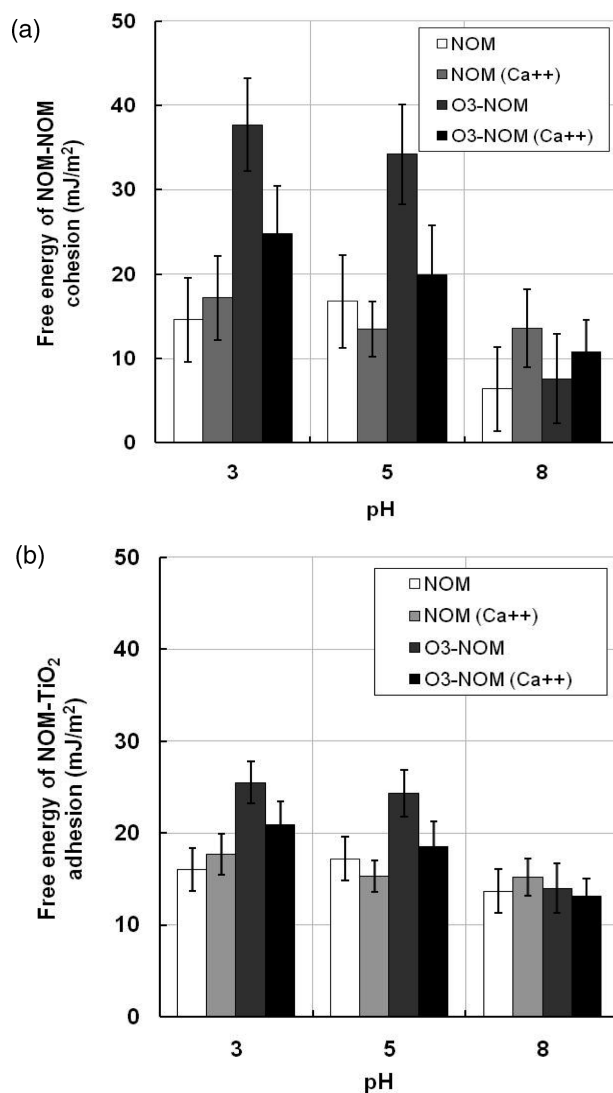 (a)
Free energy of NOM-NOM
cohesion (mJ/m²)
50
40
30
20
10
0
NOM
NOM (Ca++)
O3-NOM
O3-NOM (Ca++)
3
5
8
pH
(b)
Free energy of NOM-TiO₂
adhesion (mJ/m²)
50
40
30
20
10
0
NOM
NOM (Ca++)
O3-NOM
O3-NOM (Ca++)
3
5
8
pH